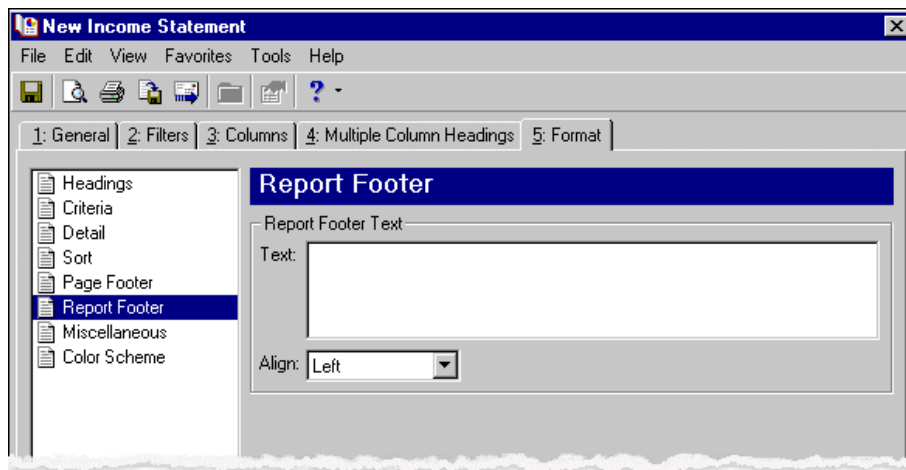 New Income Statement
File Edit View Favorites Tools Help
?
1: General 2: Filters 3: Columns 4: Multiple Column Headings 5: Format
Headings
Criteria
Detail
Sort
Page Footer
Report Footer
Miscellaneous
Color Scheme
Report Footer
Report Footer Text
Text:
Align: Left